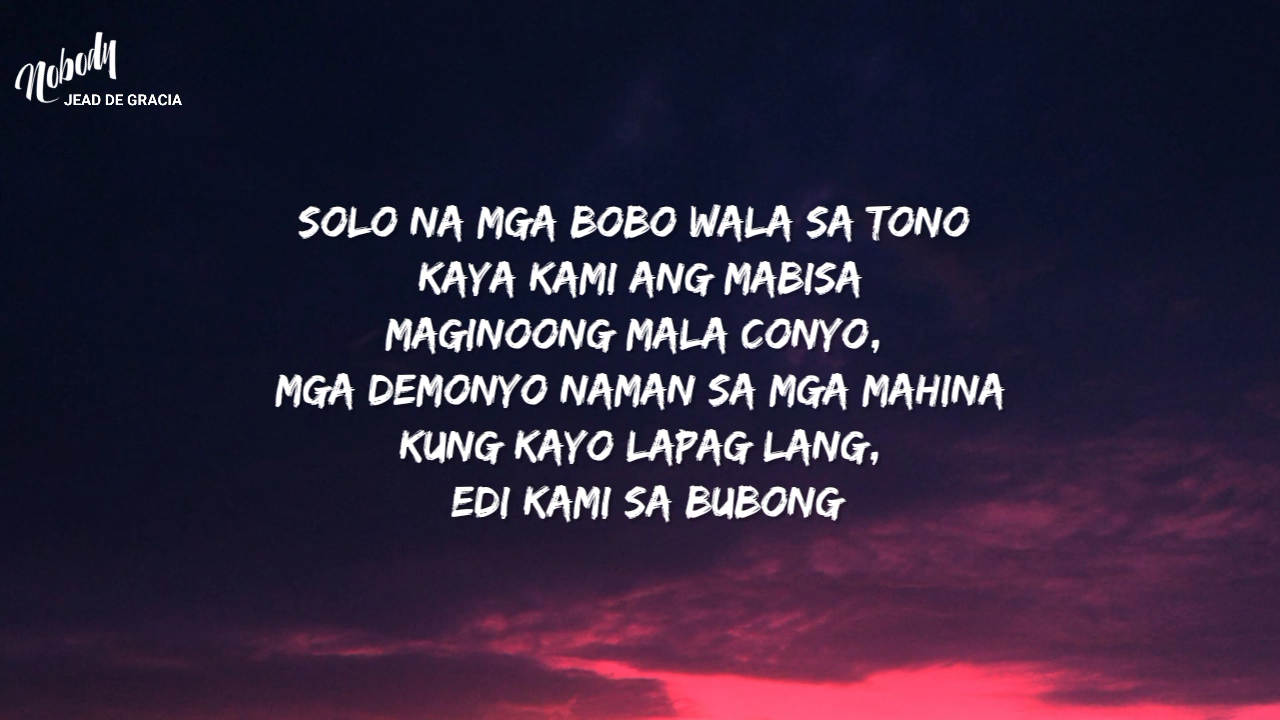 Nobody
JEAD DE GRACIA
SOLO NA MGA BOBO WALA SA TONO
KAYA KAMI ANG MABISA
MAGINOONG MALA CONYO,
MGA DEMONYO NAMAN SA MGA MAHINA
KUNG KAYO LAPAG LANG,
EDI KAMI SA BUBONG